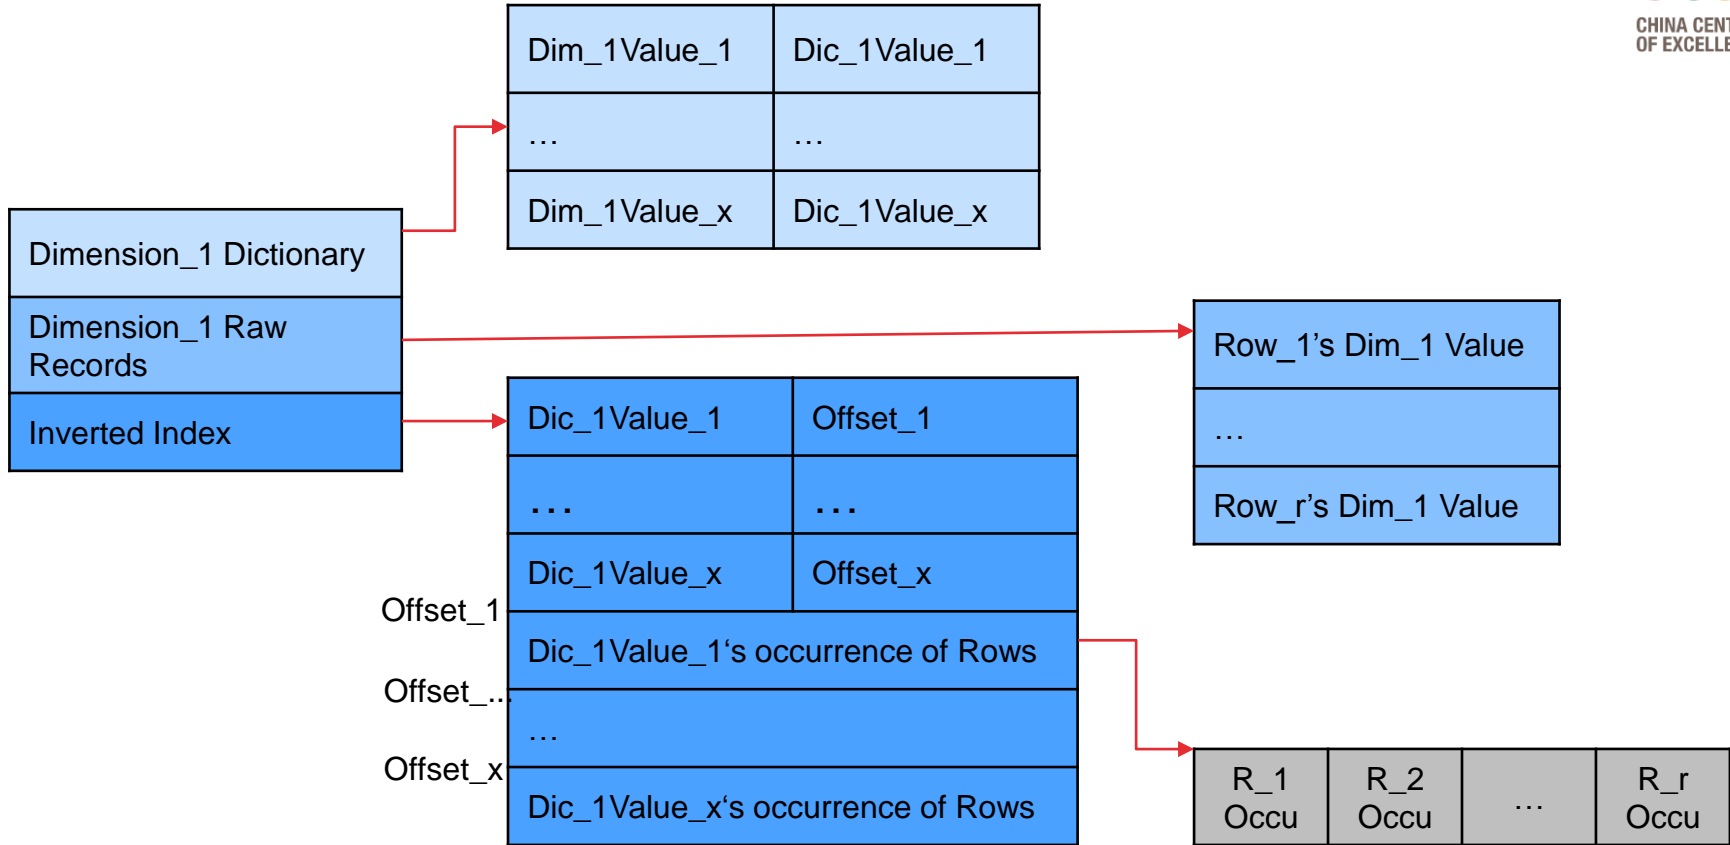 CHINA CENT
OF EXCELLE
Dim_1Value_1
Dic_1Value_1
…
…
Dim_1Value_x
Dic_1Value_x
Dimension_1 Dictionary
Dimension_1 Raw
Records
Inverted Index
Row_1's Dim_1 Value
…
Row_r’s Dim_1 Value
Dic_1Value_1
Offset_1
...
...
Dic_1Value_x
Offset_x
Offset_1
Dic_1Value_1‘s occurrence of Rows
Offset_...
…
Offset_x
Dic_1Value_x‘s occurrence of Rows
R_1
Occu
R_2
Occu
…
R_r
Occu